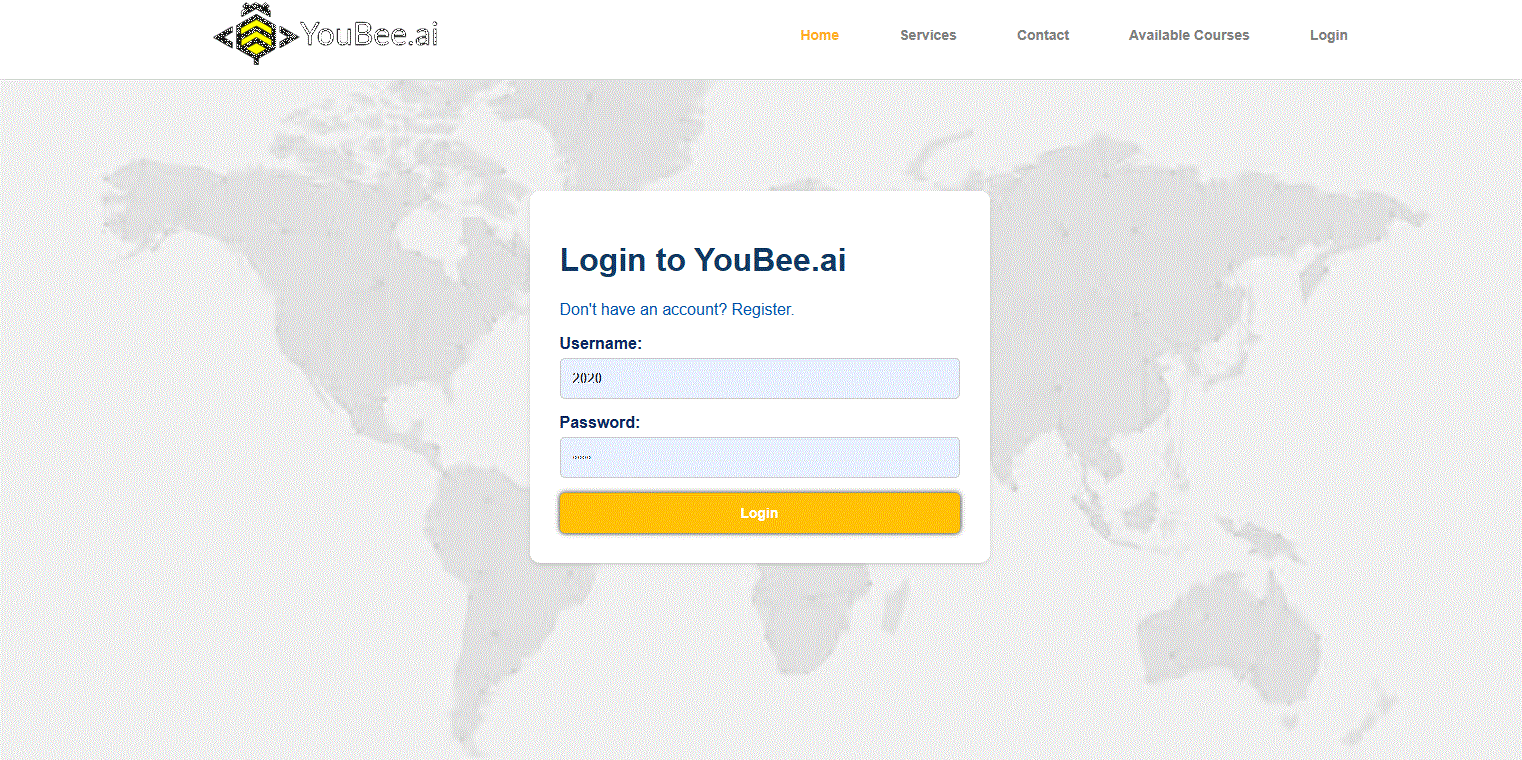 YouBee.ai
Home Services Contact Available Courses Login
Login to YouBee.ai
Don't have an account? Register.
Username:
2020
Password:
Login